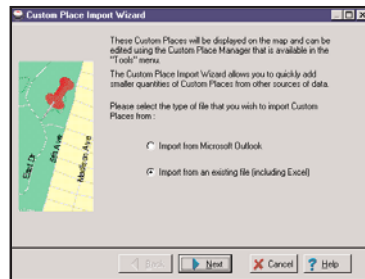 Custom Place Import Wizard
These Custom Places will be displayed on the map and can be
edited using the Custom Place Manager that is available in the
"Tools" menu.
The Custom Place Import Wizard allows you to quickly add
smaller quantities of Custom Places from other sources of data.
Please select the type of file that you wish to import Custom
Places from :
Import from Microsoft Outlook
Import from an existing file (including Excel)
East Dr
5th Ave
Madison Ave
Back
Next
Cancel
Help